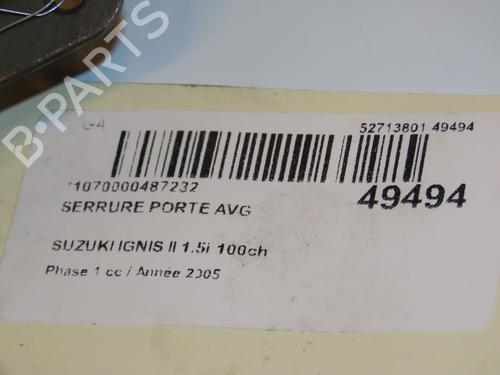 B-PARTS
GA
52713801 49494
*1070000487232
49494
SERRURE PORTE AVG
SUZUKI IGNIS II 1.5i 100ch
Phase 1 cc / Année 2005